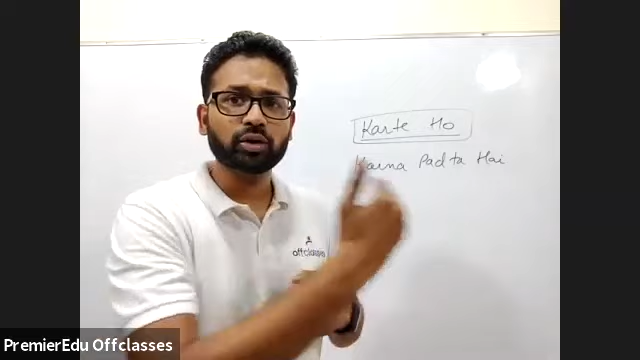 Karte Ho
Karna Padta Hai
offclasses
PremierEdu Offclasses